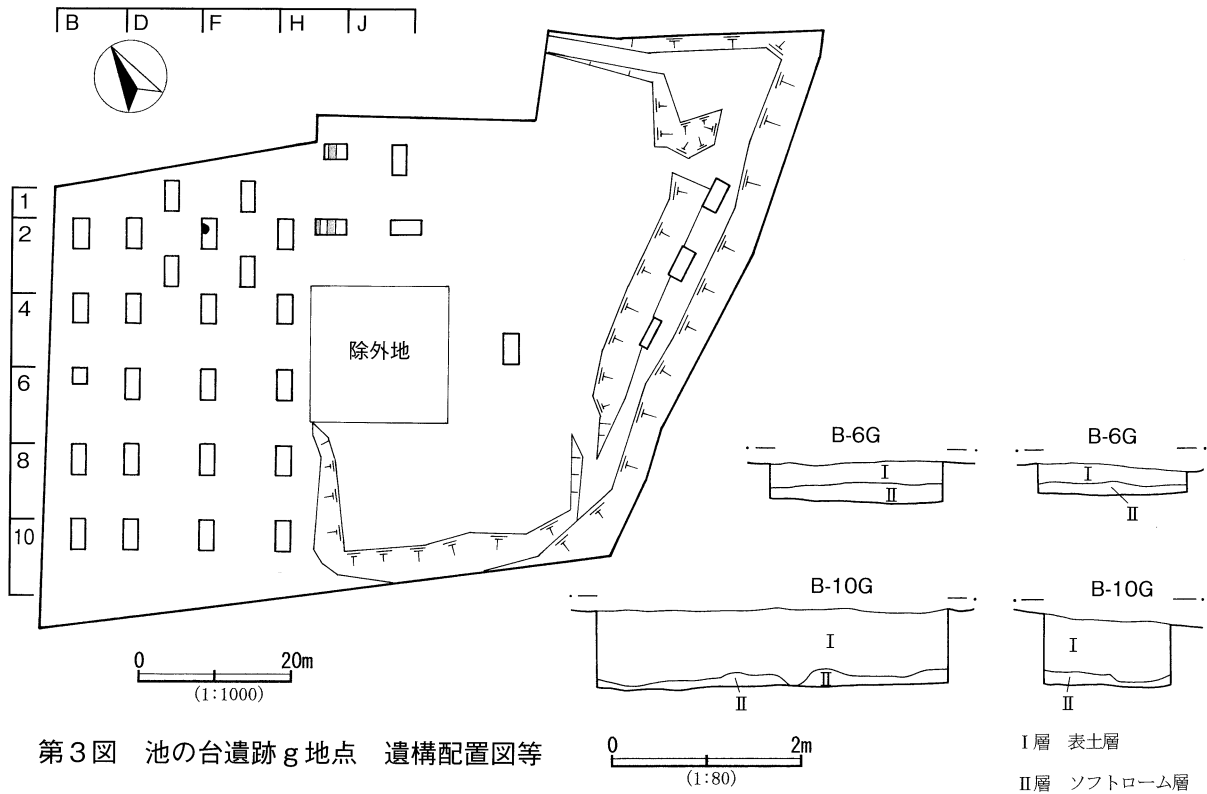 B D F H J
1
2
4
6
8
10
除外地
0 20m
(1:1000)
B-6G
I
II
B-6G
I
II
B-10G
I
II
II
B-10G
I
II
0 2m
(1:80)
I層 表土層
II層 ソフトローム層
第3図 池の台遺跡g地点 遺構配置図等